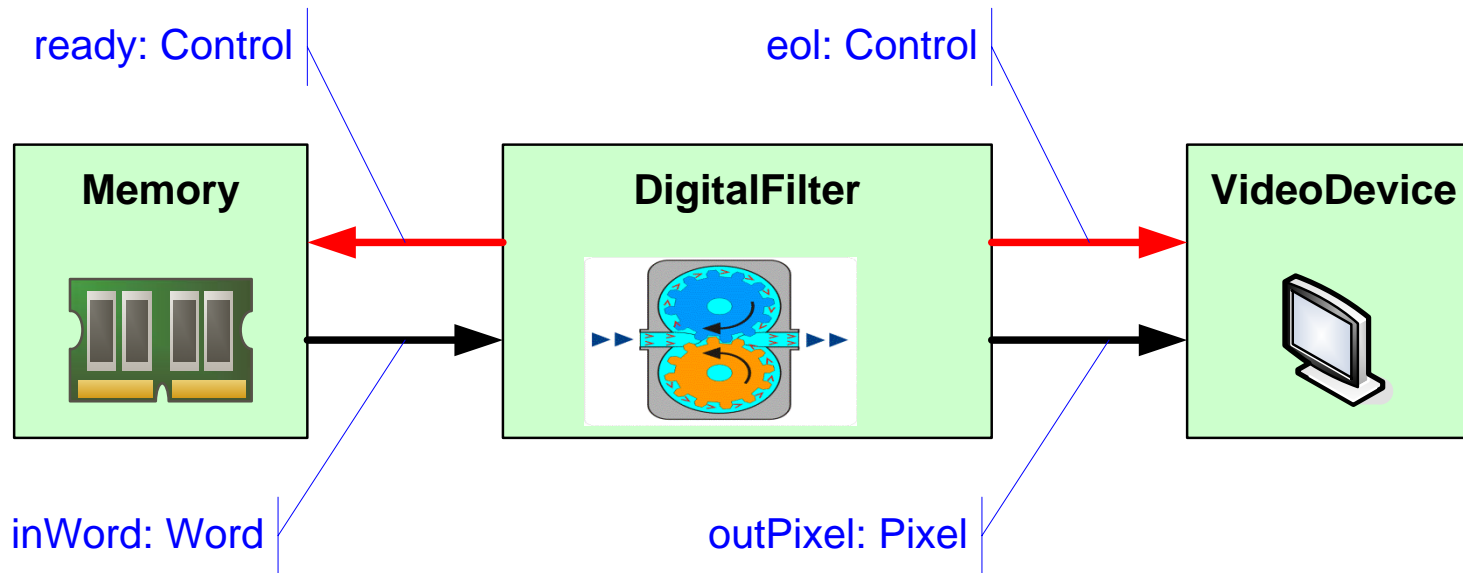 ready: Control
eol: Control
Memory
DigitalFilter
VideoDevice
inWord: Word
outPixel: Pixel